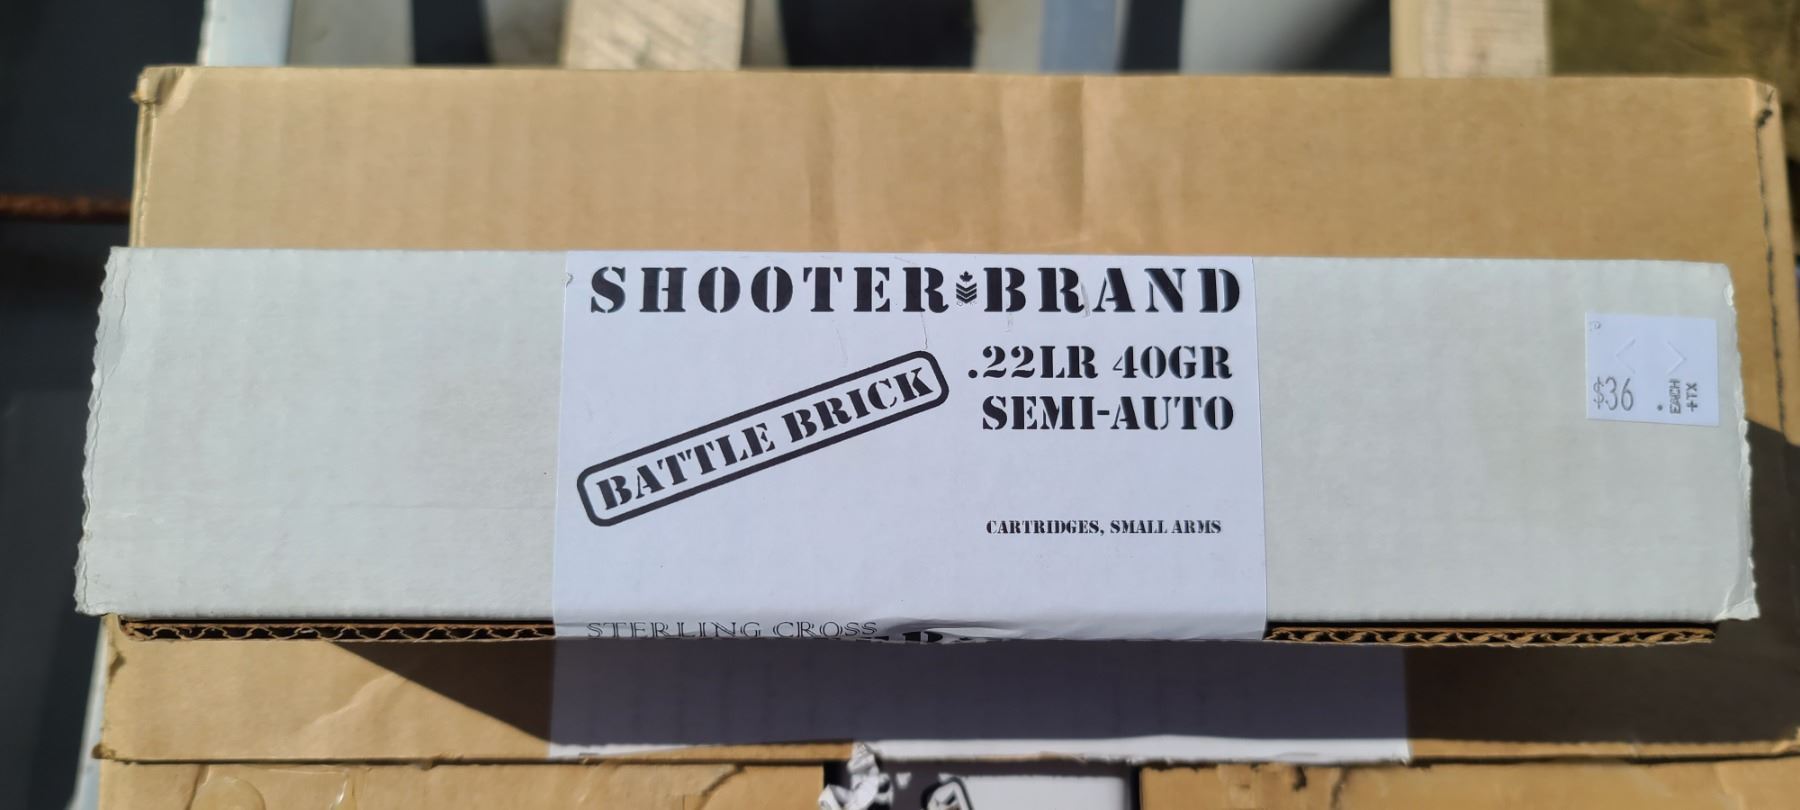 SHOOTER BRAND
.22LR 40GR
SEMI-AUTO
BATTLE BRICK
CARTRIDGES, SMALL ARMS
STERLING CROSS
$36
EACH
+TX